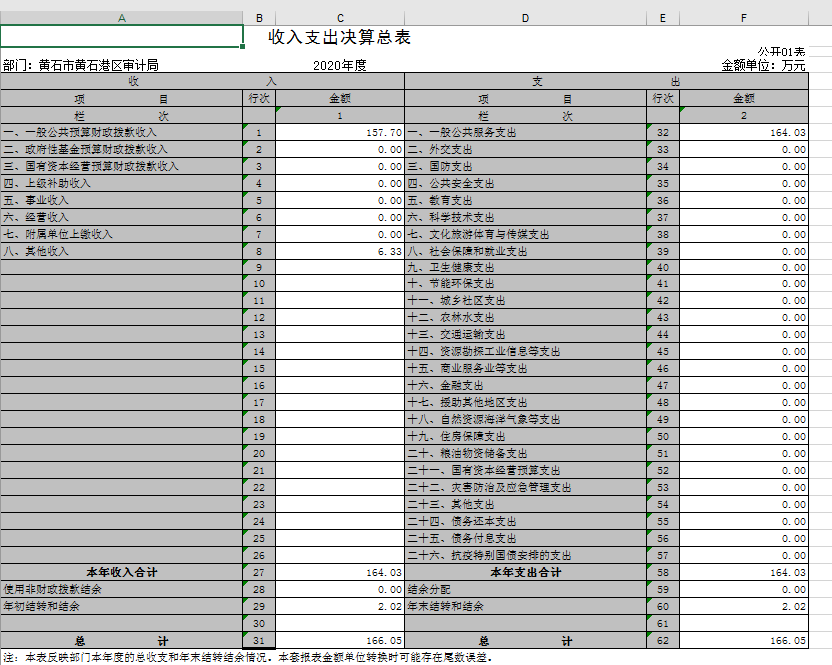 A B C D E F
收入支出决算总表
公开01表
部门：黄石市黄石港区审计局 2020年度 金额单位：万元
收 入 支 出
项 目 行次 金额 项 目 行次 金额
栏 次 1 栏 次 2
一、一般公共预算财政拨款收入 1 157.70 一、一般公共服务支出 32 164.03
二、政府性基金预算财政拨款收入 2 0.00 二、外交支出 33 0.00
三、国有资本经营预算财政拨款收入 3 0.00 三、国防支出 34 0.00
四、上级补助收入 4 0.00 四、公共安全支出 35 0.00
五、事业收入 5 0.00 五、教育支出 36 0.00
六、经营收入 6 0.00 六、科学技术支出 37 0.00
七、附属单位上缴收入 7 0.00 七、文化旅游体育与传媒支出 38 0.00
八、其他收入 8 6.33 八、社会保障和就业支出 39 0.00
9 九、卫生健康支出 40 0.00
10 十、节能环保支出 41 0.00
11 十一、城乡社区支出 42 0.00
12 十二、农林水支出 43 0.00
13 十三、交通运输支出 44 0.00
14 十四、资源勘探工业信息等支出 45 0.00
15 十五、商业服务业等支出 46 0.00
16 十六、金融支出 47 0.00
17 十七、援助其他地区支出 48 0.00
18 十八、自然资源海洋气象等支出 49 0.00
19 十九、住房保障支出 50 0.00
20 二十、粮油物资储备支出 51 0.00
21 二十一、国有资本经营预算支出 52 0.00
22 二十二、灾害防治及应急管理支出 53 0.00
23 二十三、其他支出 54 0.00
24 二十四、债务还本支出 55 0.00
25 二十五、债务付息支出 56 0.00
26 二十六、抗疫特别国债安排的支出 57 0.00
本年收入合计 27 164.03 本年支出合计 58 164.03
使用非财政拨款结余 28 0.00 结余分配 59 0.00
年初结转和结余 29 2.02 年末结转和结余 60 2.02
30 61
总 计 31 166.05 总 计 62 166.05
注：本表反映部门本年度的总收支和年末结转结余情况。本套报表金额单位转换时可能存在尾数误差。